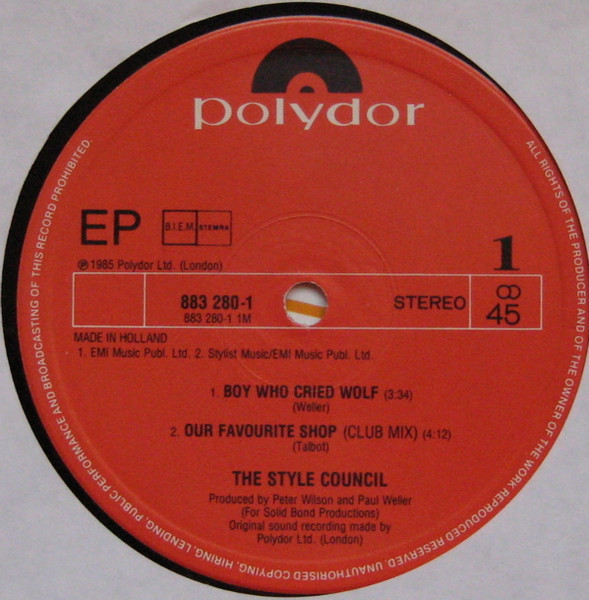 polydor
EP
B.I.E.M. STEMRA
℗ 1985 Polydor Ltd. (London)
1
883 280-1
883 280-1 1M
STEREO
45
MADE IN HOLLAND
1. EMI Music Publ. Ltd. 2. Stylist Music/EMI Music Publ. Ltd.
1. BOY WHO CRIED WOLF (3:34)
(Weller)
2. OUR FAVOURITE SHOP (CLUB MIX) (4:12)
(Talbot)
THE STYLE COUNCIL
Produced by Peter Wilson and Paul Weller
(For Solid Bond Productions)
Original sound recording made by
Polydor Ltd. (London)
ALL RIGHTS OF THE PRODUCER AND OF THE OWNER OF THE WORK REPRODUCED RESERVED. UNAUTHORISED COPYING, HIRING, LENDING, PUBLIC PERFORMANCE AND BROADCASTING OF THIS RECORD PROHIBITED.